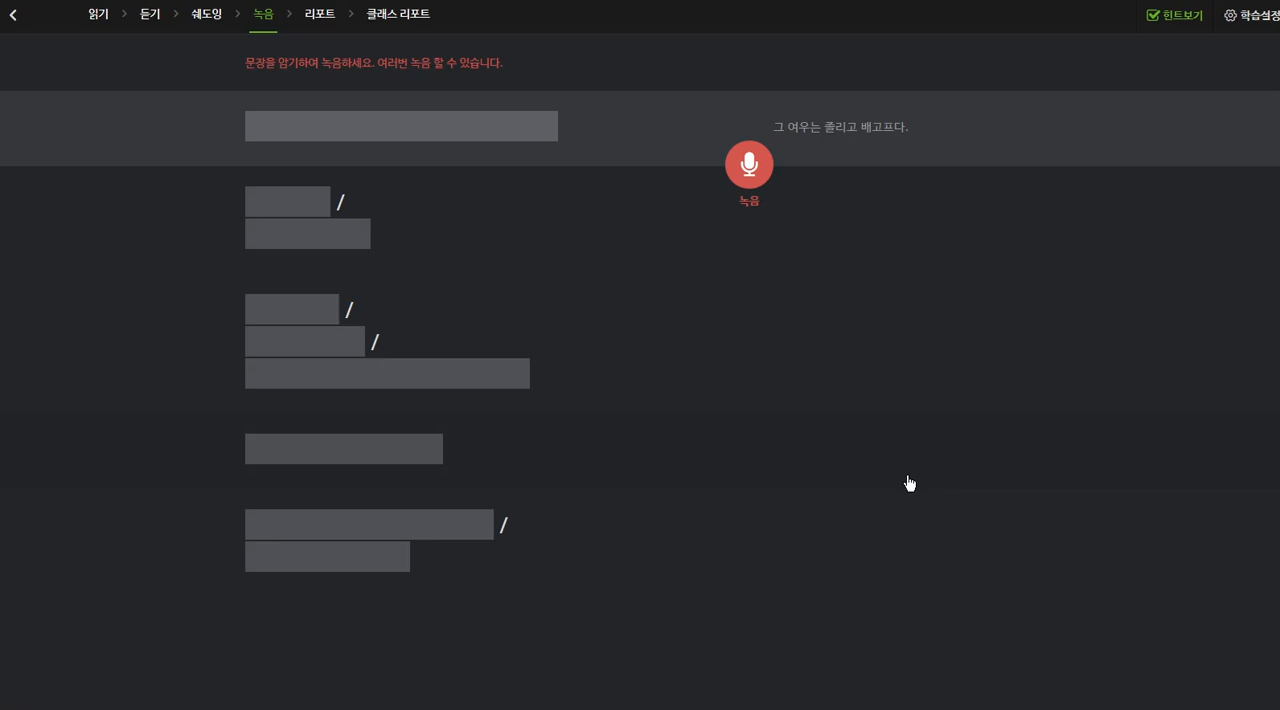 읽기 > 듣기 > 쉐도잉 > 녹음 > 리포트 > 클래스 리포트
힌트보기
학습설정
문장을 암기하여 녹음하세요. 여러번 녹음 할 수 있습니다.
그 여우는 졸리고 배고프다.
녹음
/
/
/
/